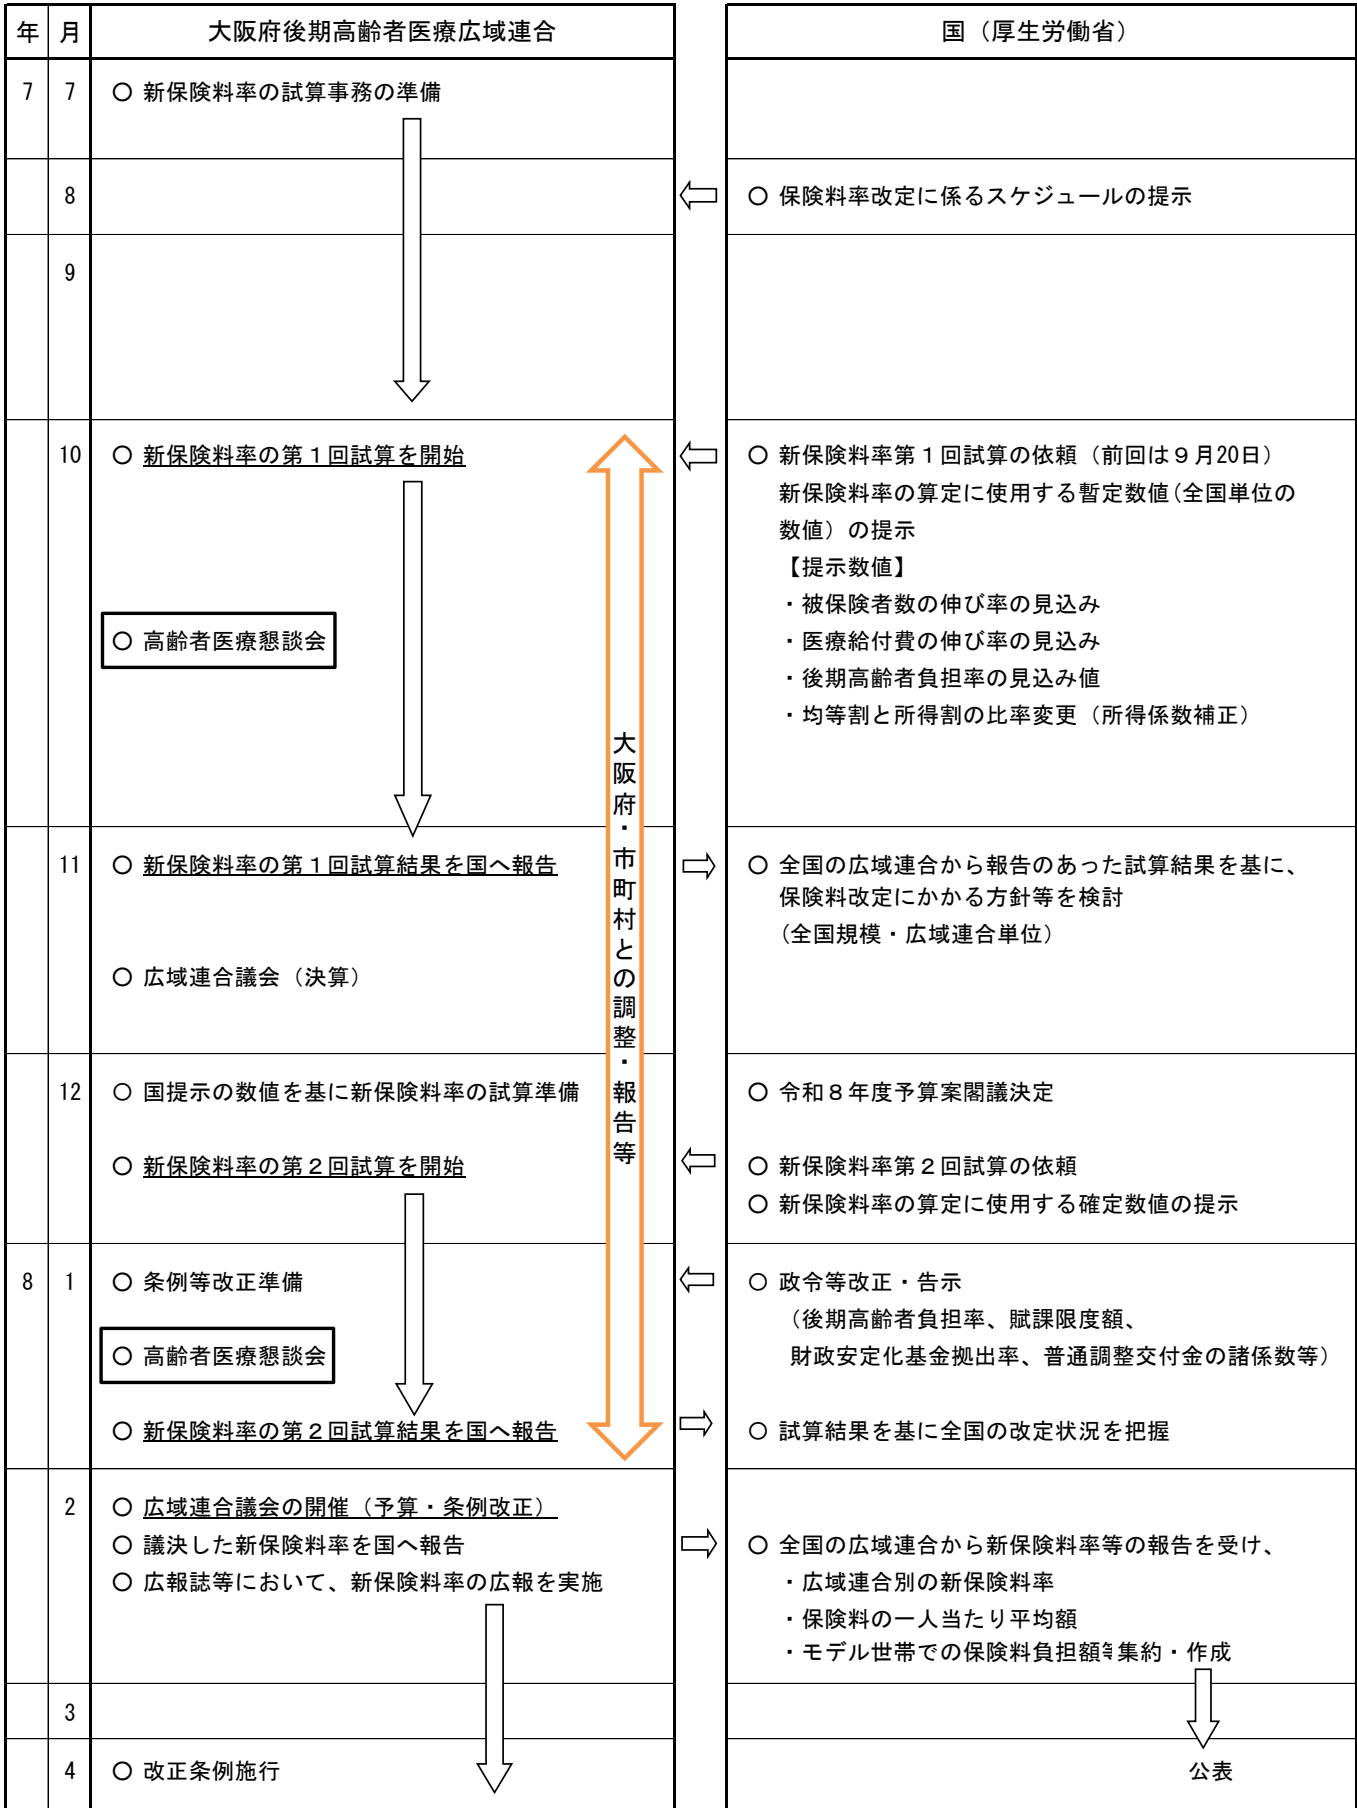 年 月 大阪府後期高齢者医療広域連合 国（厚生労働省）
7 7 〇 新保険料率の試算事務の準備
8 〇 保険料率改定に係るスケジュールの提示
9
10 〇 新保険料率の第１回試算を開始 〇 新保険料率第１回試算の依頼（前回は９月20日）
新保険料率の算定に使用する暫定数値（全国単位の
数値）の提示
【提示数値】
・被保険者数の伸び率の見込み
〇 高齢者医療懇談会 ・医療給付費の伸び率の見込み
・後期高齢者負担率の見込み値
・均等割と所得割の比率変更（所得係数補正）
大阪府・市町村との調整・報告等
11 〇 新保険料率の第１回試算結果を国へ報告 〇 全国の広域連合から報告のあった試算結果を基に、
保険料改定にかかる方針等を検討
（全国規模・広域連合単位）
〇 広域連合議会（決算）
12 〇 国提示の数値を基に新保険料率の試算準備 〇 令和８年度予算案閣議決定
〇 新保険料率の第２回試算を開始 〇 新保険料率第２回試算の依頼
〇 新保険料率の算定に使用する確定数値の提示
8 1 〇 条例等改正準備 〇 政令等改正・告示
（後期高齢者負担率、賦課限度額、
〇 高齢者医療懇談会 財政安定化基金拠出率、普通調整交付金の諸係数等）
〇 新保険料率の第２回試算結果を国へ報告 〇 試算結果を基に全国の改定状況を把握
2 〇 広域連合議会の開催（予算・条例改正）
〇 議決した新保険料率を国へ報告 〇 全国の広域連合から新保険料率等の報告を受け、
〇 広報誌等において、新保険料率の広報を実施 ・広域連合別の新保険料率
・保険料の一人当たり平均額
・モデル世帯での保険料負担額等集約・作成
3
4 〇 改正条例施行 公表